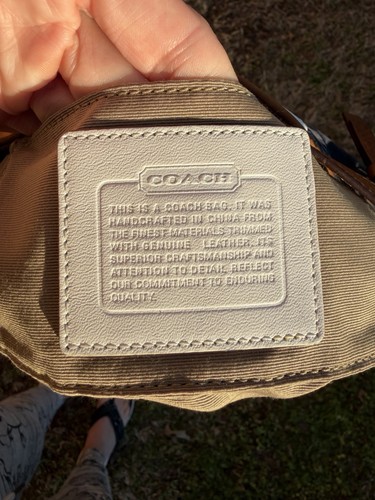 COACH
THIS IS A COACH BAG. IT WAS
HANDCRAFTED IN CHINA FROM
THE FINEST MATERIALS TRIMMED
WITH GENUINE LEATHER. ITS
SUPERIOR CRAFTSMANSHIP AND
ATTENTION TO DETAIL REFLECT
OUR COMMITMENT TO ENDURING
QUALITY.